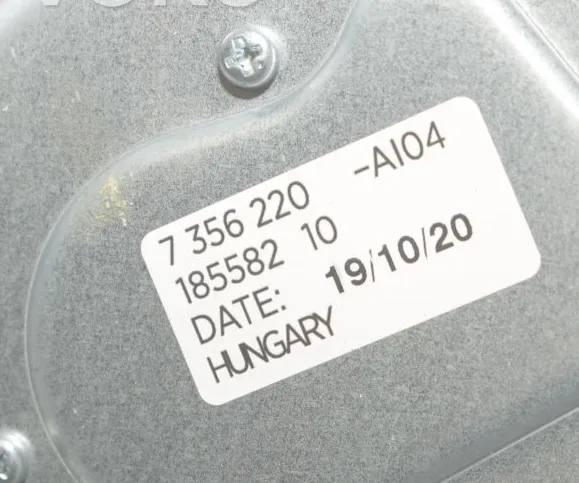 7 356 220 -AI04
185582 10
DATE: 19/10/20
HUNGARY